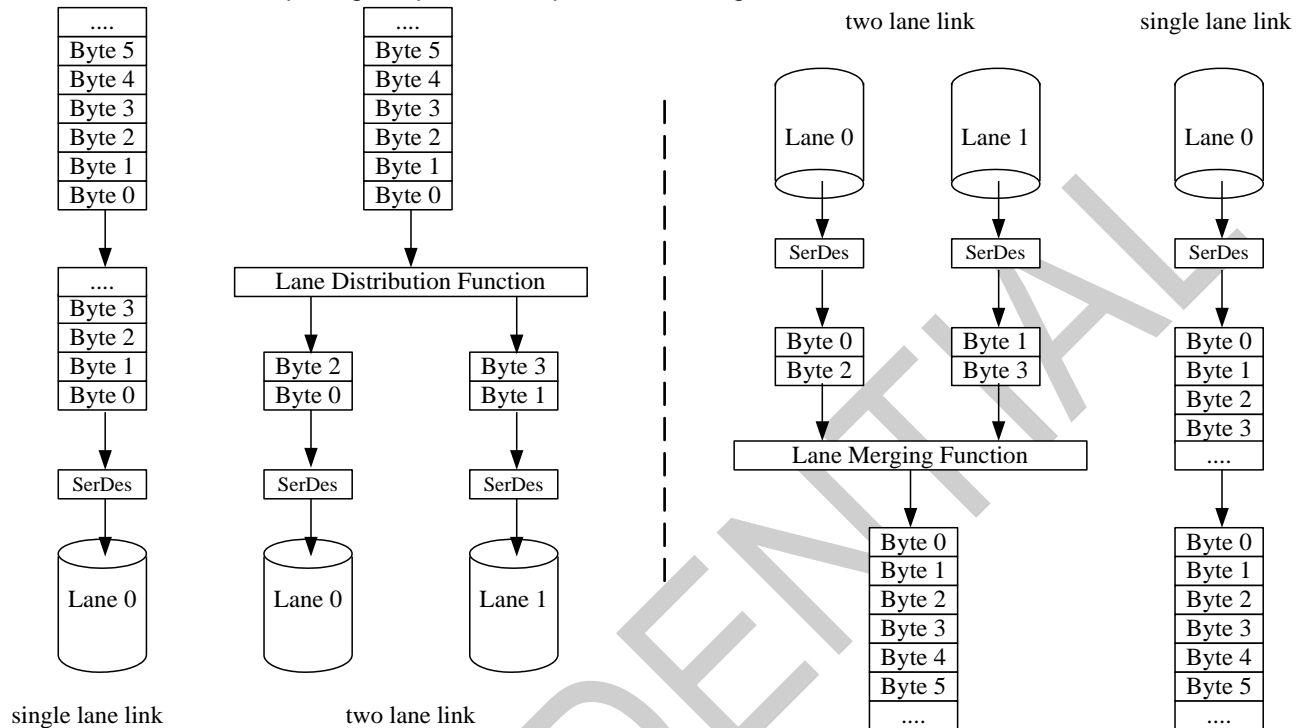 ....
Byte 5
Byte 4
Byte 3
Byte 2
Byte 1
Byte 0
....
Byte 3
Byte 2
Byte 1
Byte 0
SerDes
Lane 0
single lane link
....
Byte 5
Byte 4
Byte 3
Byte 2
Byte 1
Byte 0
Lane Distribution Function
Byte 2
Byte 0
Byte 3
Byte 1
SerDes
SerDes
Lane 0
Lane 1
two lane link
two lane link
Lane 0
Lane 1
SerDes
SerDes
Byte 0
Byte 2
Byte 1
Byte 3
Lane Merging Function
Byte 0
Byte 1
Byte 2
Byte 3
Byte 4
Byte 5
....
single lane link
Lane 0
SerDes
Byte 0
Byte 1
Byte 2
Byte 3
....
Byte 0
Byte 1
Byte 2
Byte 3
Byte 4
Byte 5
....
DENTIAL